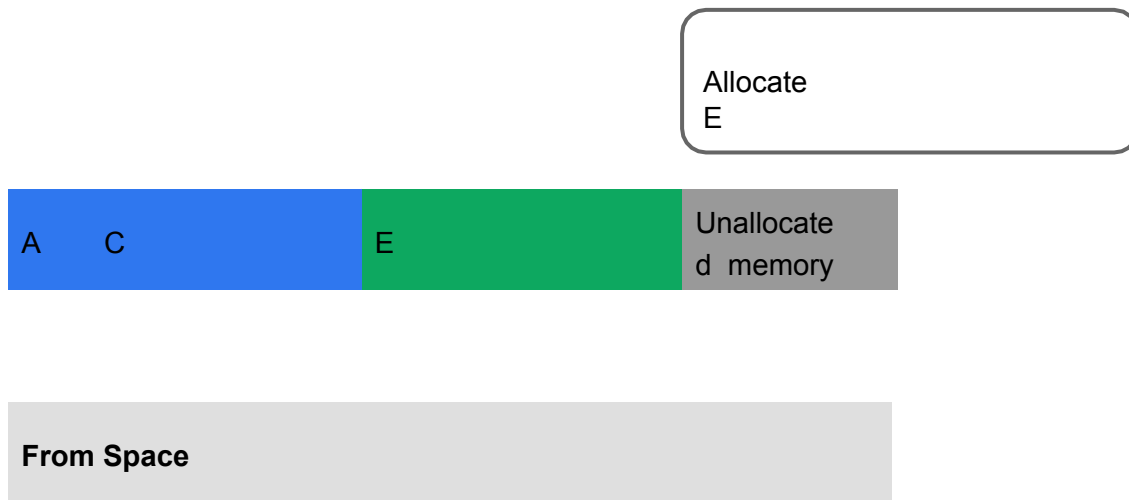 Allocate
E
A C E Unallocate
d memory
From Space